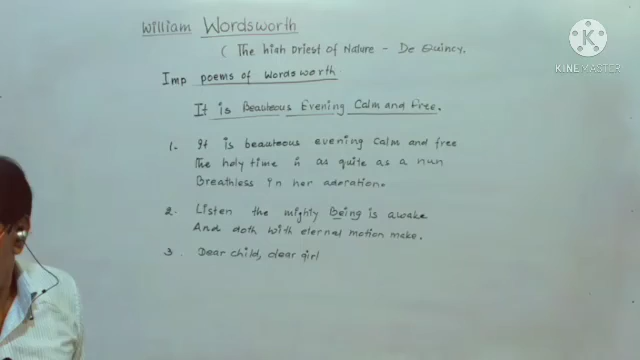 William Wordsworth
( The high priest of Nature - De Quincy.
Imp poems of Wordsworth
It is Beauteous Evening Calm and free.
1. It is beauteous evening calm and free
The holy time is as quite as a nun
Breathless in her adoration.
2. Listen the mighty Being is awake
And doth with eternal motion make.
3. Dear child, dear girl
KINEMASTER